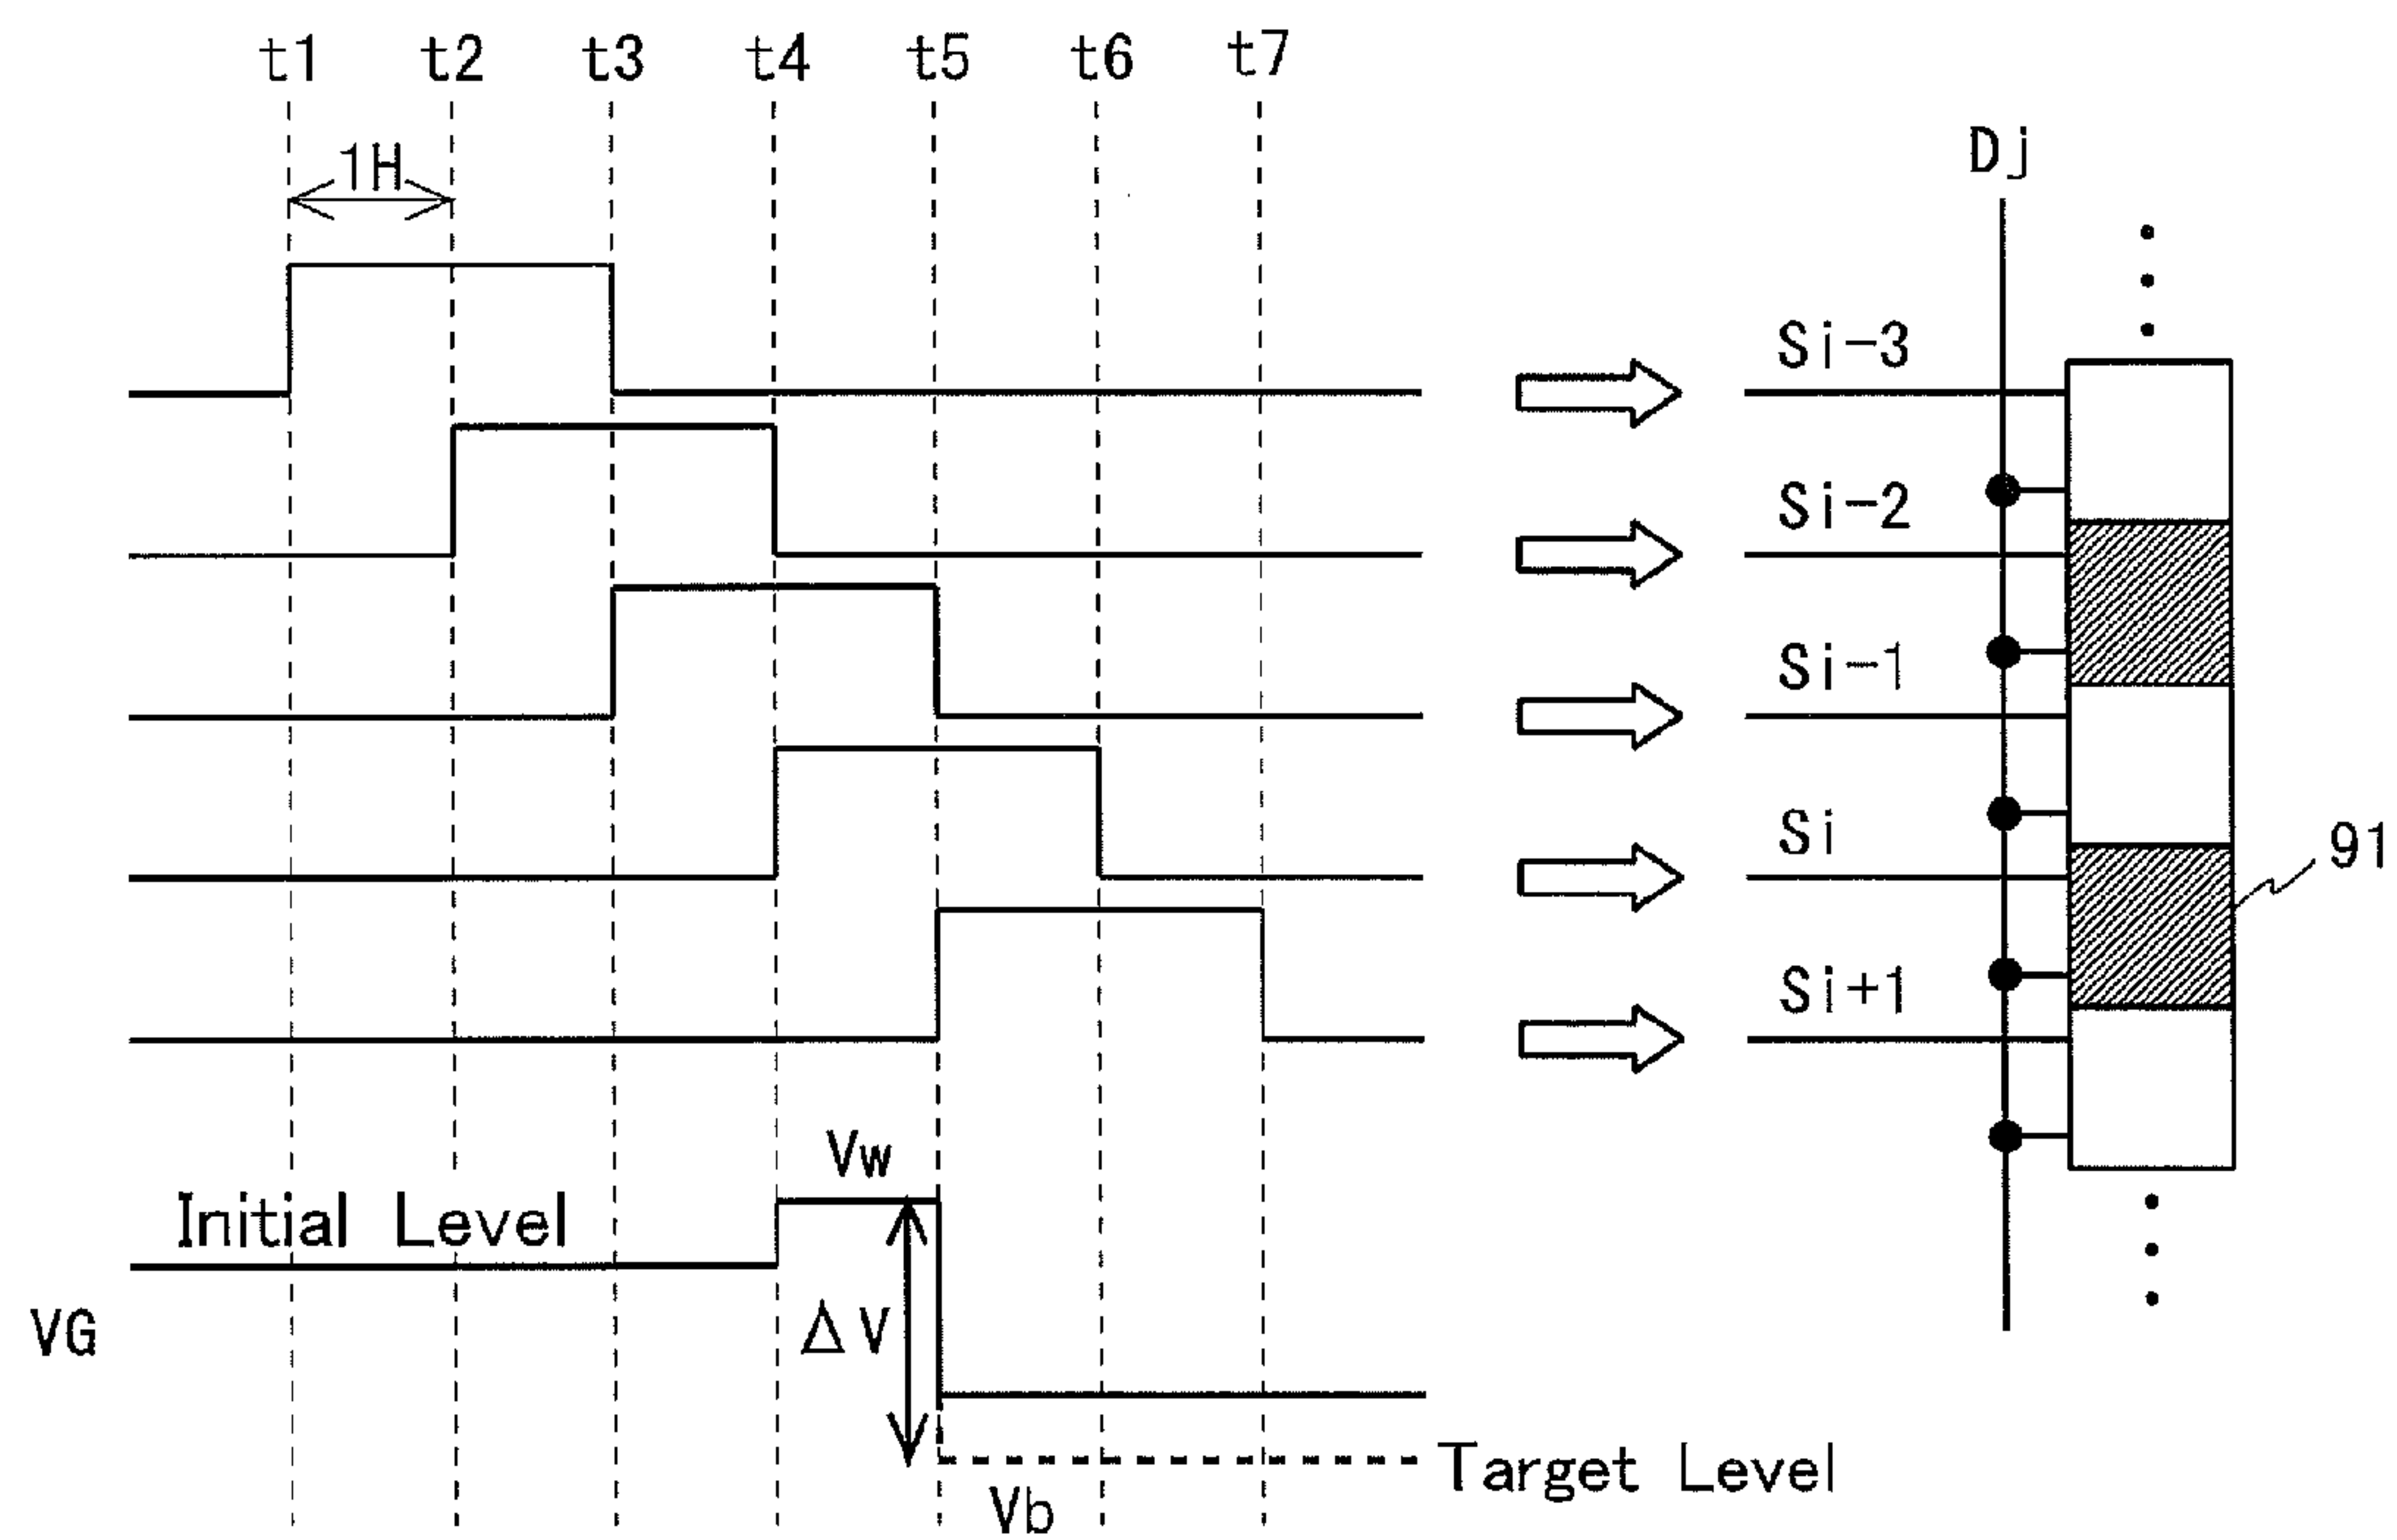 t1 t2 t3 t4 t5 t6 t7
1H
Dj
Si-3
Si-2
Si-1
Si
91
Si+1
Vw
Initial Level
VG
ΔV
Target Level
Vb